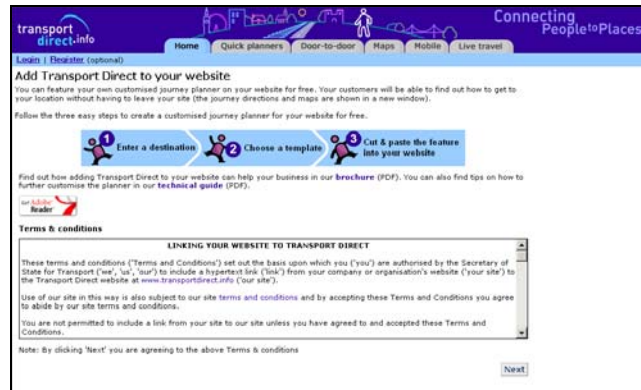 transport
direct.info
Connecting
PeopletoPlaces
Home Quick planners Door-to-door Maps Mobile Live travel
Login | Register (optional)
Add Transport Direct to your website
You can feature your own customised journey planner on your website for free. Your customers will be able to find out how to get to
your location without having to leave your site (the journey directions and maps are shown in a new window).
Follow the three easy steps to create a customised journey planner for your website for free.
1 Enter a destination 2 Choose a template 3 Cut & paste the feature
into your website
Find out how adding Transport Direct to your website can help your business in our brochure (PDF). You can also find tips on how to
further customise the planner in our technical guide (PDF).
Get Adobe
Reader
Terms & conditions
LINKING YOUR WEBSITE TO TRANSPORT DIRECT
These terms and conditions ('Terms and Conditions') set out the basis upon which you ('you') are authorised by the Secretary of
State for Transport ('we', 'us', 'our') to include a hypertext link ('link') from your company or organisation's website ('your site') to
the Transport Direct website at www.transportdirect.info ('our site').
Use of our site in this way is also subject to our site terms and conditions and by accepting these Terms and Conditions you agree
to abide by our site terms and conditions.
You are not permitted to include a link from your site to our site unless you have agreed to and accepted these Terms and
Conditions.
Note: By clicking 'Next' you are agreeing to the above Terms & conditions
Next